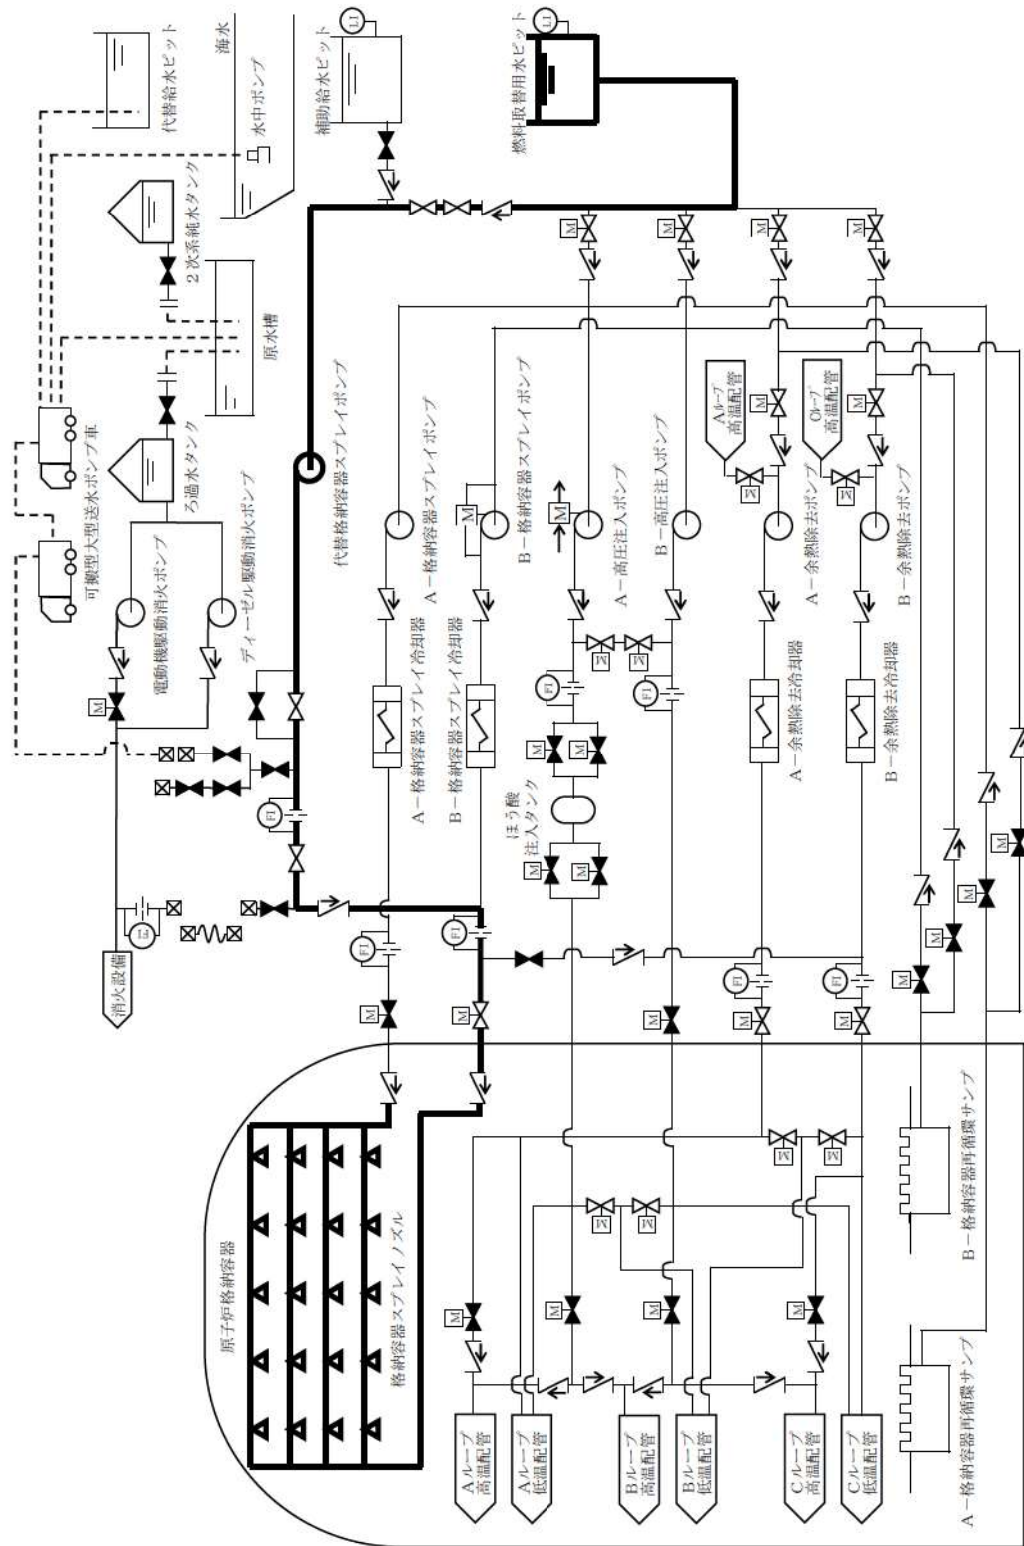 代替給水ピット
海水
水中ポンプ
補助給水ピット
LI
燃料取替用水ピット
LI
2次系純水タンク
原水槽
可搬型大型送水ポンプ車
ろ過水タンク
電動機駆動消火ポンプ
ディーゼル駆動消火ポンプ
M
消火設備
FI
FI
代替格納容器スプレイポンプ
A-格納容器スプレイポンプ
B-格納容器スプレイポンプ
A-高圧注入ポンプ
B-高圧注入ポンプ
A-余熱除去ポンプ
B-余熱除去ポンプ
Aループ
高温配管
Cループ
高温配管
M
M
M
M
M
M
M
M
M
M
A-格納容器スプレイ冷却器
B-格納容器スプレイ冷却器
ほう酸
注入タンク
A-余熱除去冷却器
B-余熱除去冷却器
M
M
FI
FI
M
M
M
M
FI
FI
FI
FI
M
M
M
M
M
M
M
M
M
原子炉格納容器
格納容器スプレイノズル
M
M
M
M
M
M
M
M
Aループ
高温配管
Aループ
低温配管
Bループ
高温配管
Bループ
低温配管
Cループ
高温配管
Cループ
低温配管
B-格納容器再循環サンプ
A-格納容器再循環サンプ